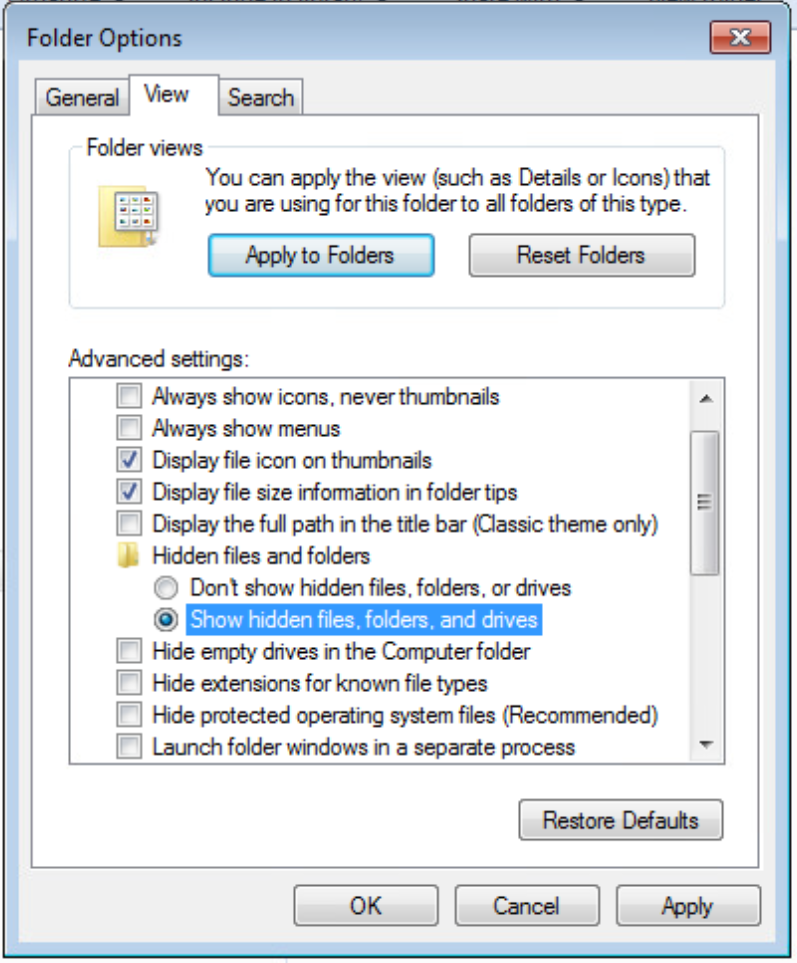 Folder Options
General View Search
Folder views
You can apply the view (such as Details or Icons) that
you are using for this folder to all folders of this type.
Apply to Folders Reset Folders
Advanced settings:
Always show icons, never thumbnails
Always show menus
Display file icon on thumbnails
Display file size information in folder tips
Display the full path in the title bar (Classic theme only)
Hidden files and folders
Don't show hidden files, folders, or drives
Show hidden files, folders, and drives
Hide empty drives in the Computer folder
Hide extensions for known file types
Hide protected operating system files (Recommended)
Launch folder windows in a separate process
Restore Defaults
OK Cancel Apply